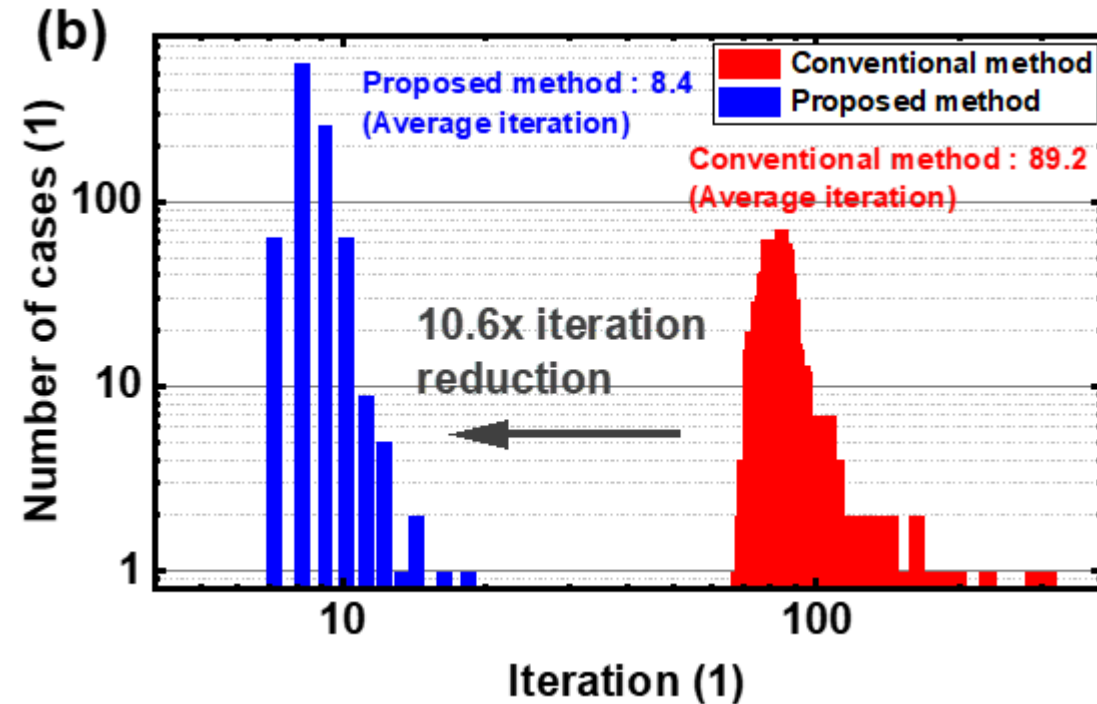 (b)
Conventional method
Proposed method
Proposed method : 8.4
(Average iteration)
Conventional method : 89.2
(Average iteration)
10.6x iteration
reduction
Number of cases (1)
100
10
1
10
100
Iteration (1)